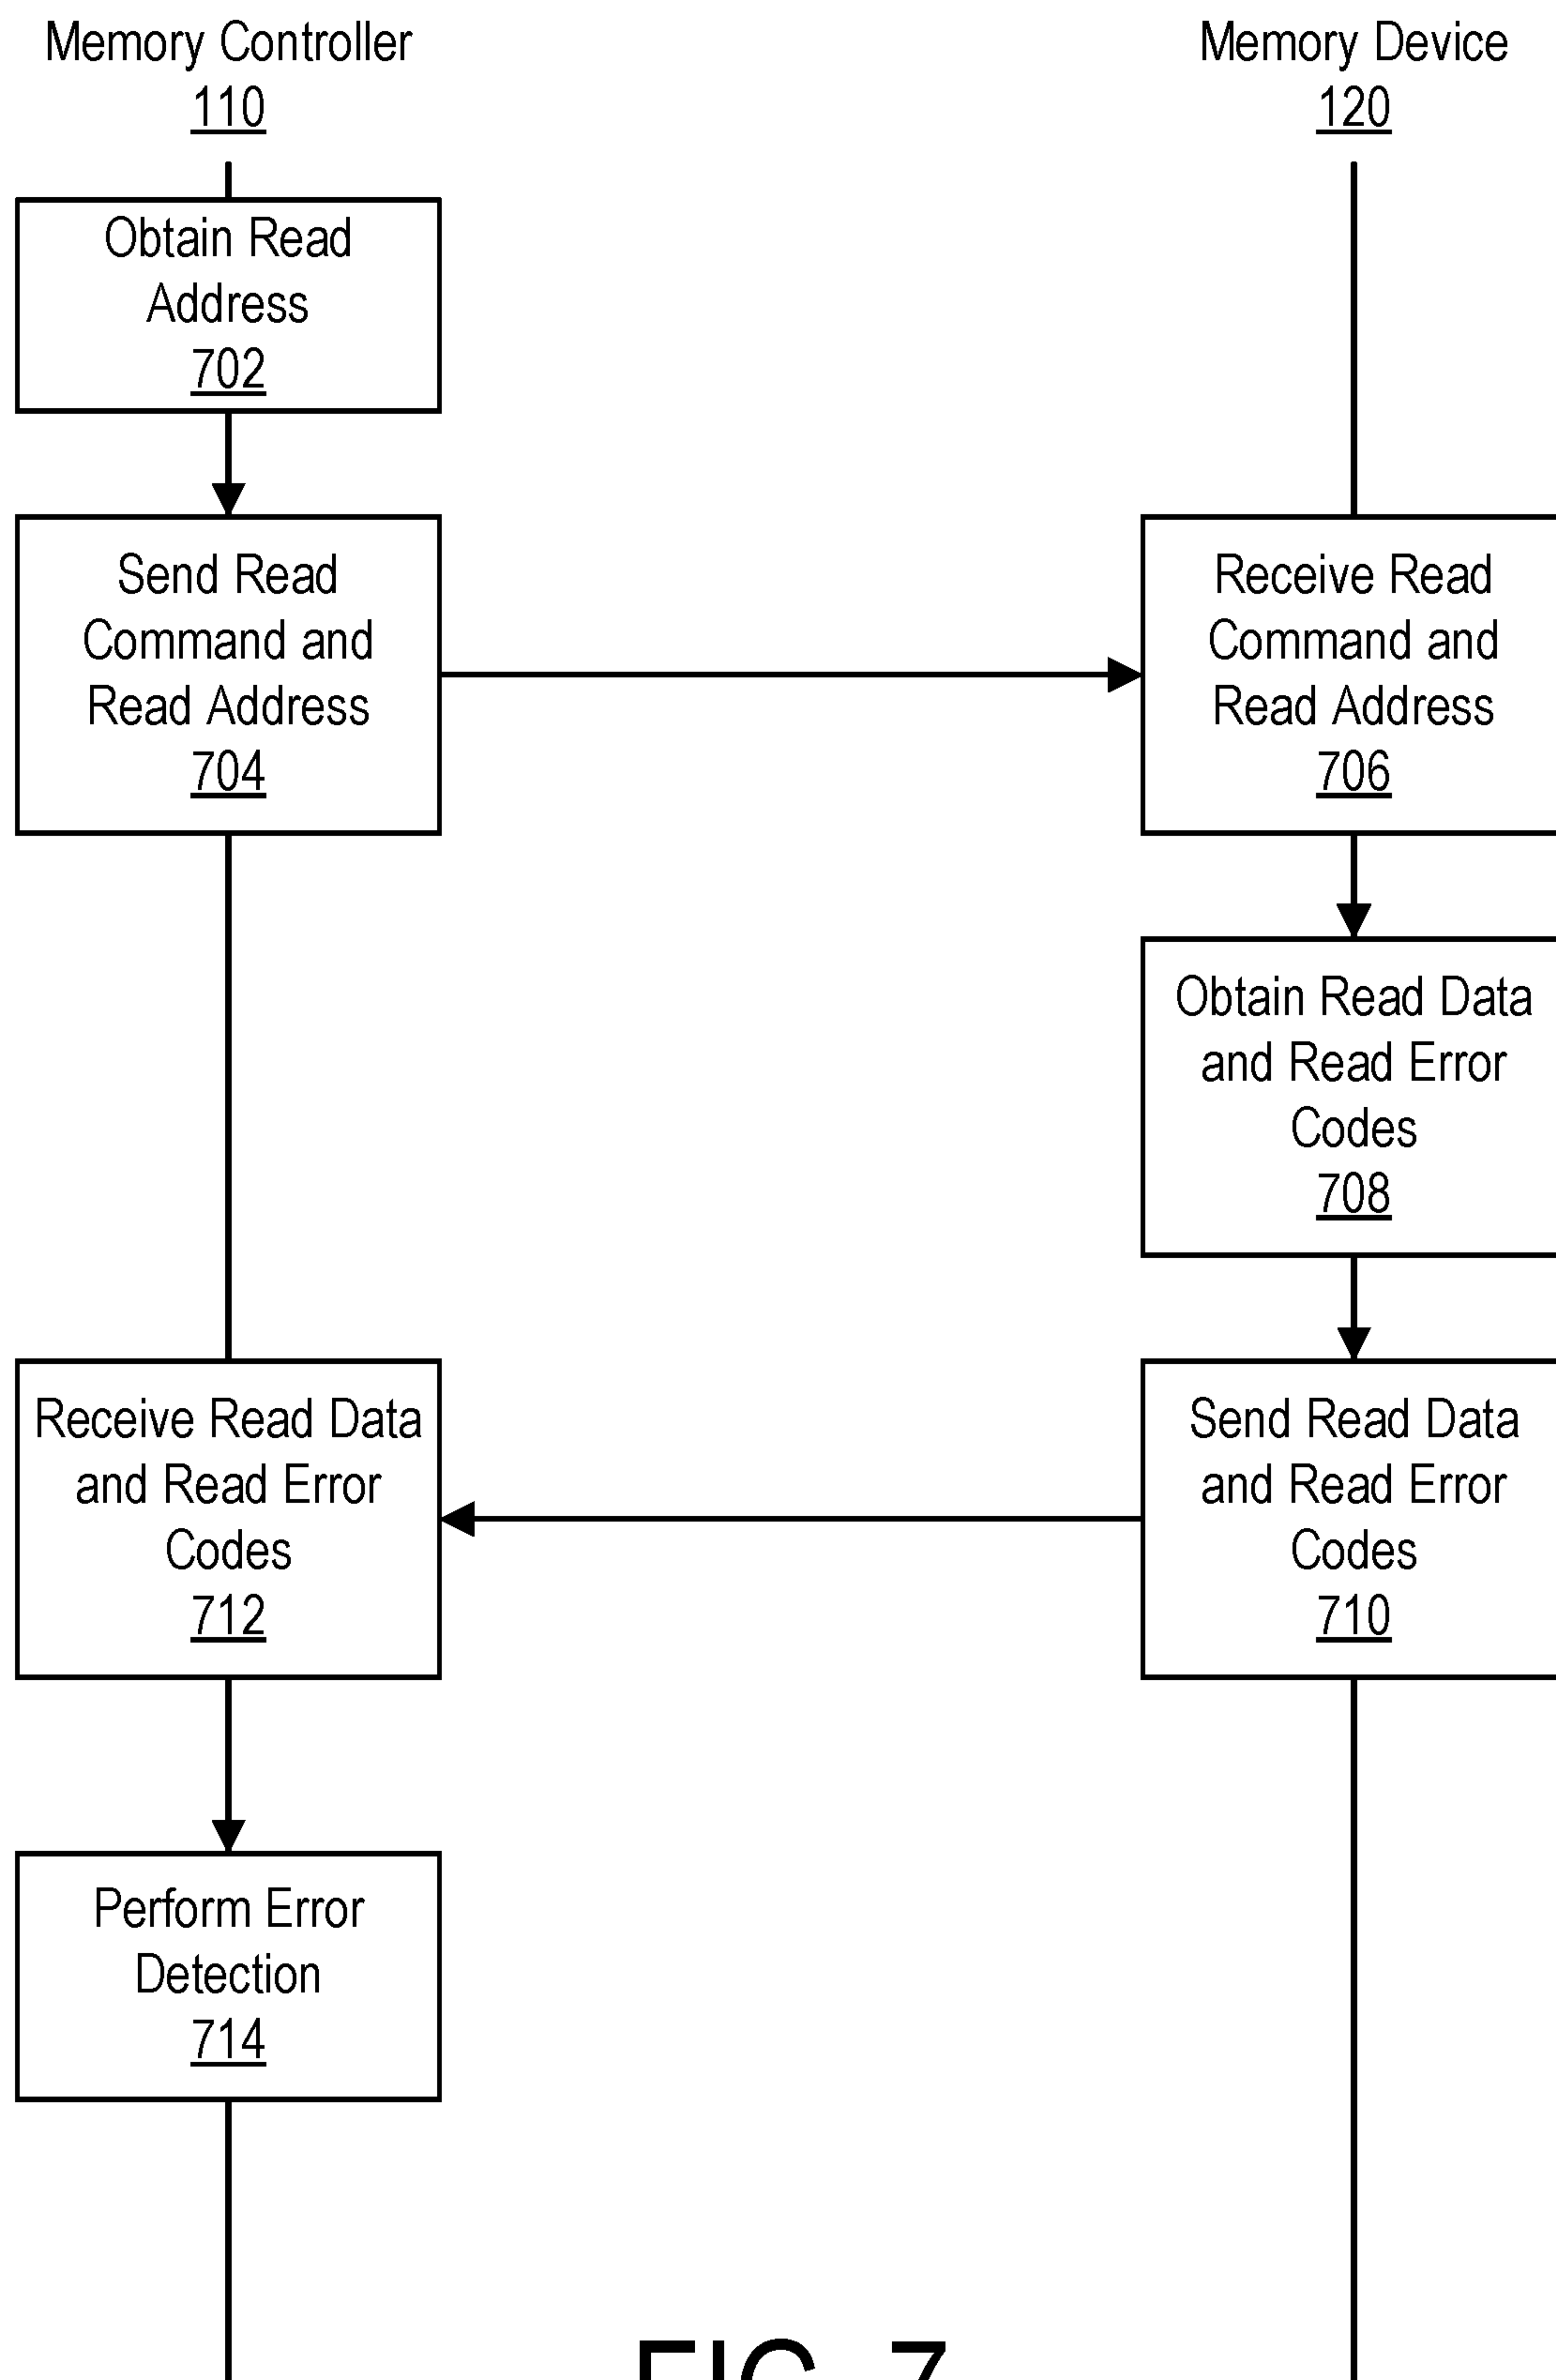 Memory Controller
110
Memory Device
120
Obtain Read
Address
702
Send Read
Command and
Read Address
704
Receive Read
Command and
Read Address
706
Obtain Read Data
and Read Error
Codes
708
Receive Read Data
and Read Error
Codes
712
Send Read Data
and Read Error
Codes
710
Perform Error
Detection
714
FIG. 7